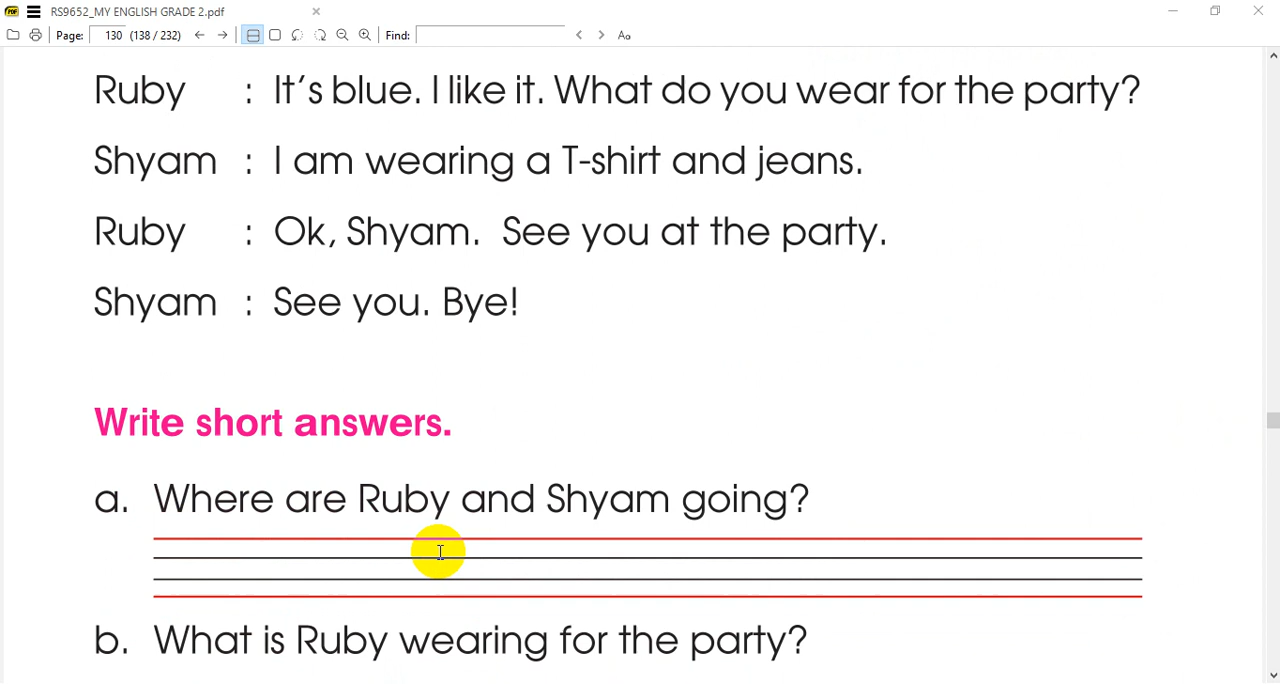 RS9652_MY ENGLISH GRADE 2.pdf
Page: 130 (138 / 232) Find: Aa
Ruby : It's blue. I like it. What do you wear for the party?
Shyam : I am wearing a T-shirt and jeans.
Ruby : Ok, Shyam. See you at the party.
Shyam : See you. Bye!
Write short answers.
a. Where are Ruby and Shyam going?
b. What is Ruby wearing for the party?